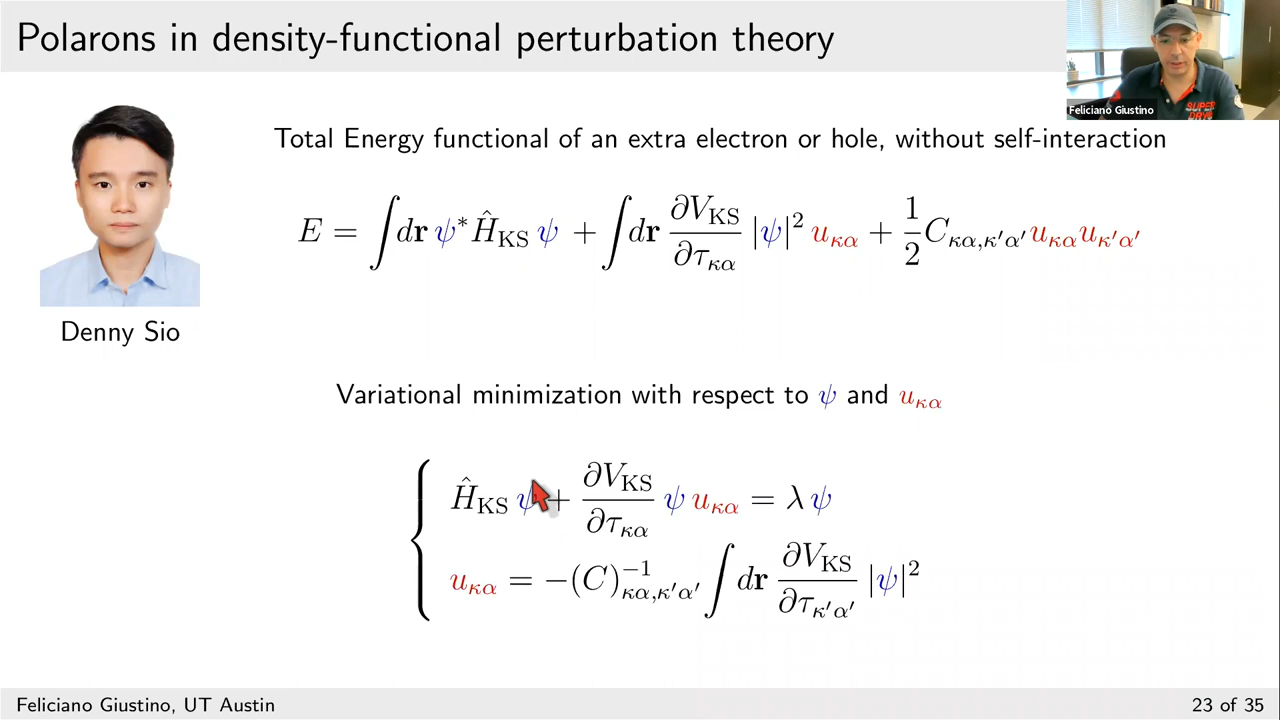 Polarons in density-functional perturbation theory
Feliciano Giustino
SUPER
DRY
Total Energy functional of an extra electron or hole, without self-interaction
E = ∫dr ψ* Ĥ_KS ψ + ∫dr ∂V_KS/∂τ_κα |ψ|² u_κα + 1/2 C_κα,κ′α′ u_κα u_κ′α′
Denny Sio
Variational minimization with respect to ψ and u_κα
Ĥ_KS ψ + ∂V_KS/∂τ_κα ψ u_κα = λ ψ
u_κα = −(C)⁻¹_κα,κ′α′ ∫dr ∂V_KS/∂τ_κ′α′ |ψ|²
Feliciano Giustino, UT Austin
23 of 35